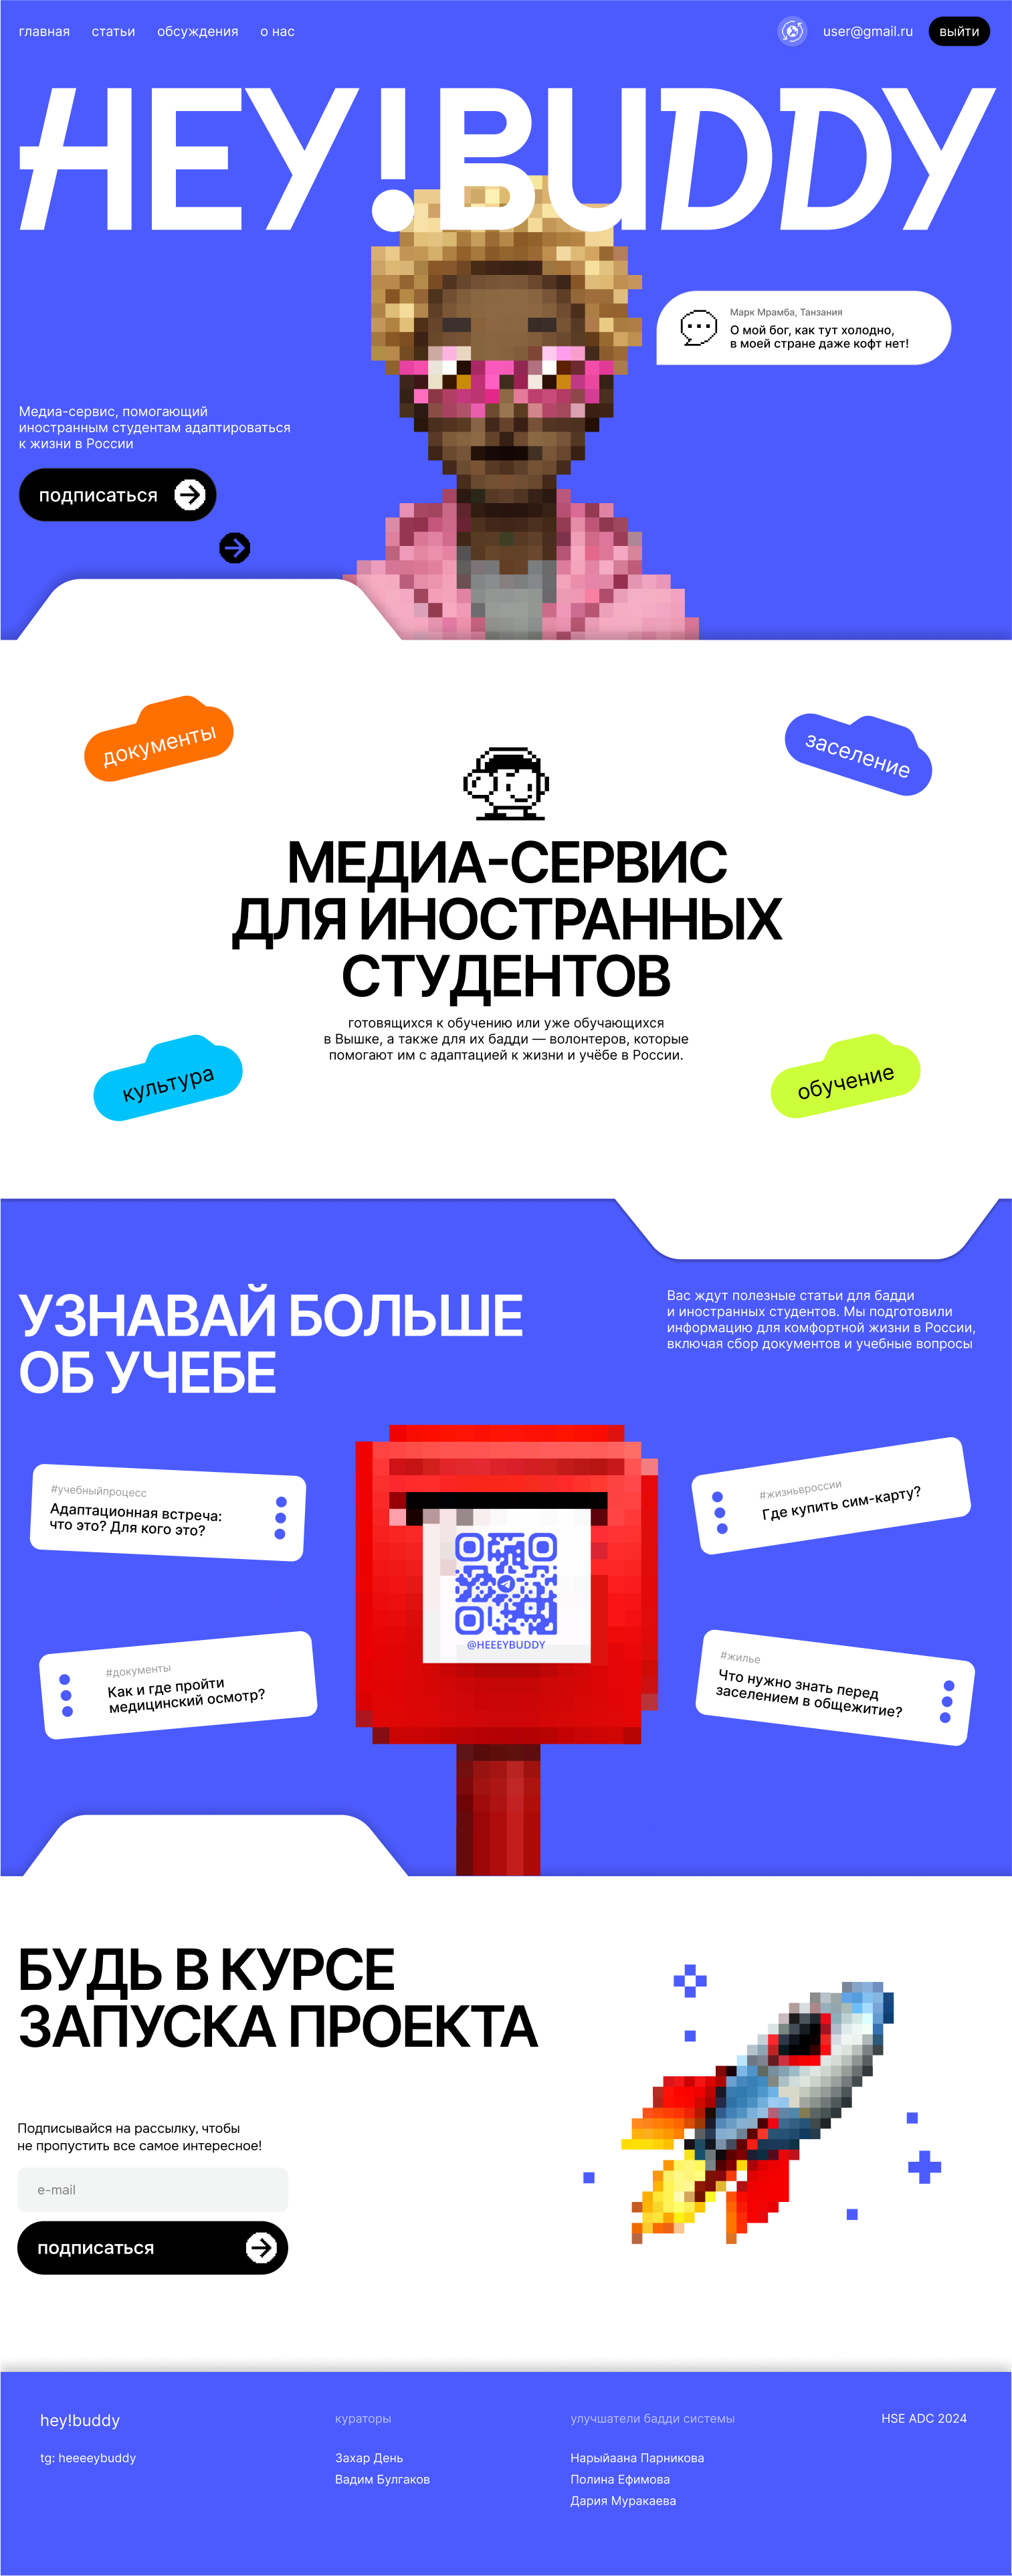 главная статьи обсуждения о нас user@gmail.ru выйти
HEY!BUDDY
Марк Мрамба, Танзания
О мой бог, как тут холодно,
в моей стране даже кофт нет!
Медиа-сервис, помогающий
иностранным студентам адаптироваться
к жизни в России
подписаться
документы
заселение
МЕДИА-СЕРВИС
ДЛЯ ИНОСТРАННЫХ
СТУДЕНТОВ
готовящихся к обучению или уже обучающихся
в Вышке, а также для их бадди — волонтеров, которые
помогают им с адаптацией к жизни и учёбе в России.
культура
обучение
УЗНАВАЙ БОЛЬШЕ
ОБ УЧЕБЕ
Вас ждут полезные статьи для бадди
и иностранных студентов. Мы подготовили
информацию для комфортной жизни в России,
включая сбор документов и учебные вопросы
#учебныйпроцесс
Адаптационная встреча:
что это? Для кого это?
#жизньвроссии
Где купить сим-карту?
@HEEEYBUDDY
#документы
Как и где пройти
медицинский осмотр?
#жилье
Что нужно знать перед
заселением в общежитие?
БУДЬ В КУРСЕ
ЗАПУСКА ПРОЕКТА
Подписывайся на рассылку, чтобы
не пропустить все самое интересное!
e-mail
подписаться
hey!buddy
tg: heeeeybuddy
кураторы
Захар День
Вадим Булгаков
улучшатели бадди системы
Нарыйаана Парникова
Полина Ефимова
Дария Муракаева
HSE ADC 2024